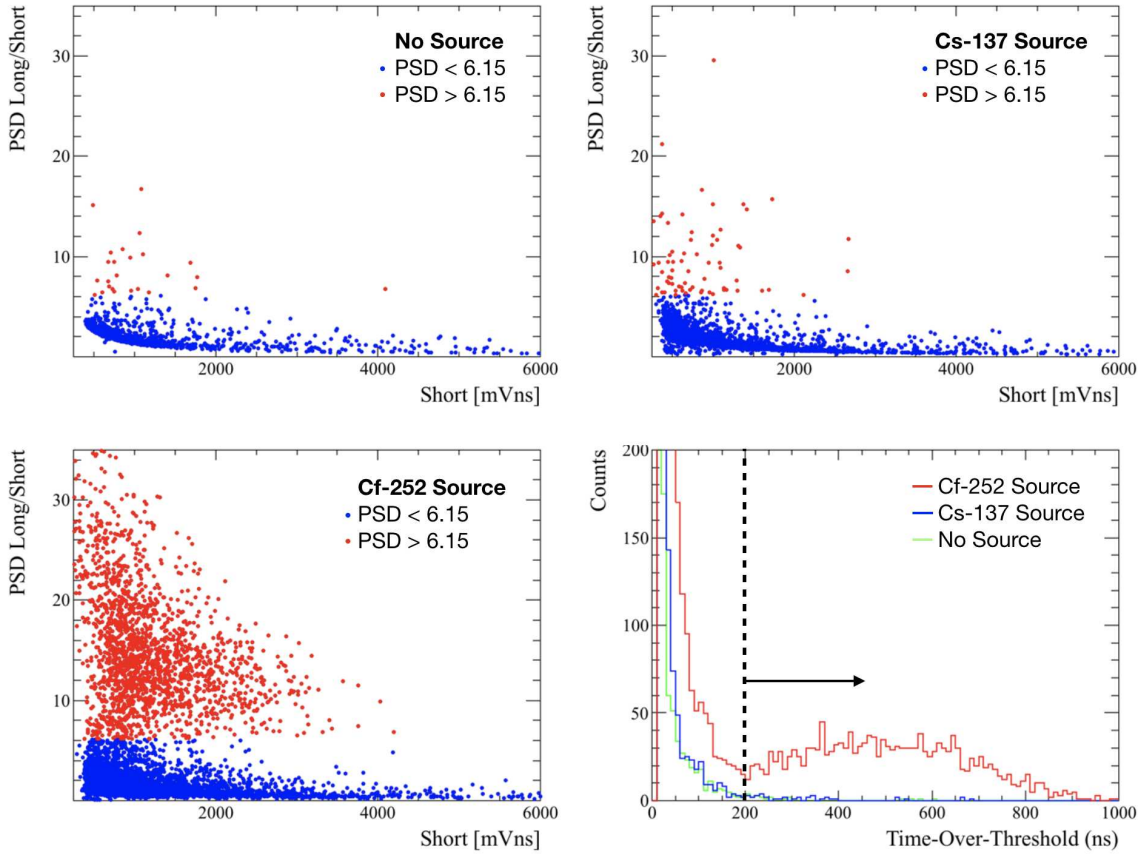 PSD Long/Short
30
20
10
No Source
PSD < 6.15
PSD > 6.15
2000
4000
6000
Short [mVns]
PSD Long/Short
30
20
10
Cs-137 Source
PSD < 6.15
PSD > 6.15
2000
4000
6000
Short [mVns]
PSD Long/Short
30
20
10
Cf-252 Source
PSD < 6.15
PSD > 6.15
2000
4000
6000
Short [mVns]
Counts
200
150
100
50
0
Cf-252 Source
Cs-137 Source
No Source
0
200
400
600
800
1000
Time-Over-Threshold (ns)